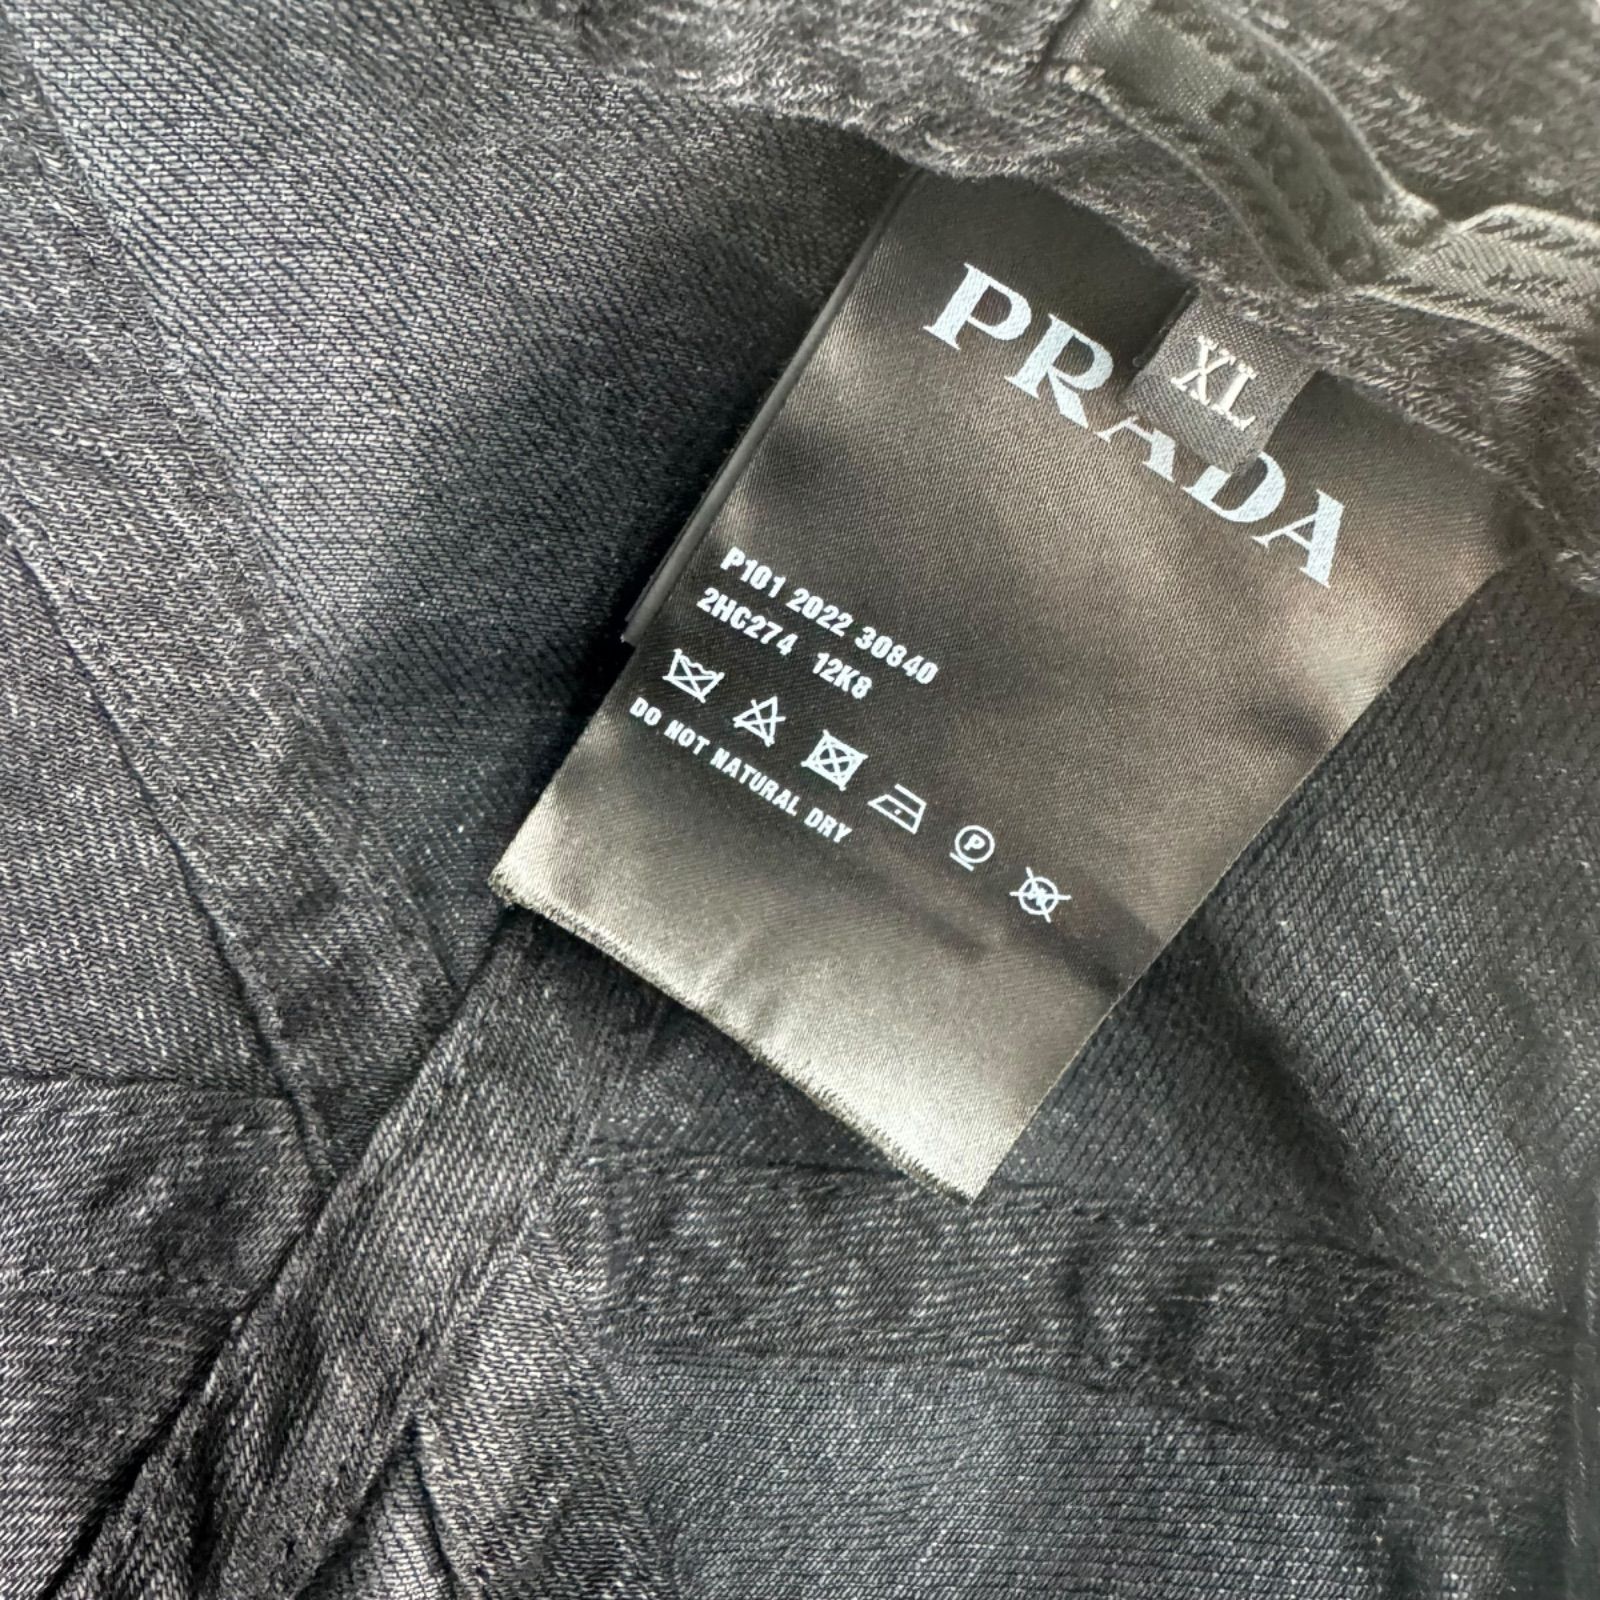 PRADA
XL
P101 2022 30840
2HC274 12K8
DO NOT NATURAL DRY
P